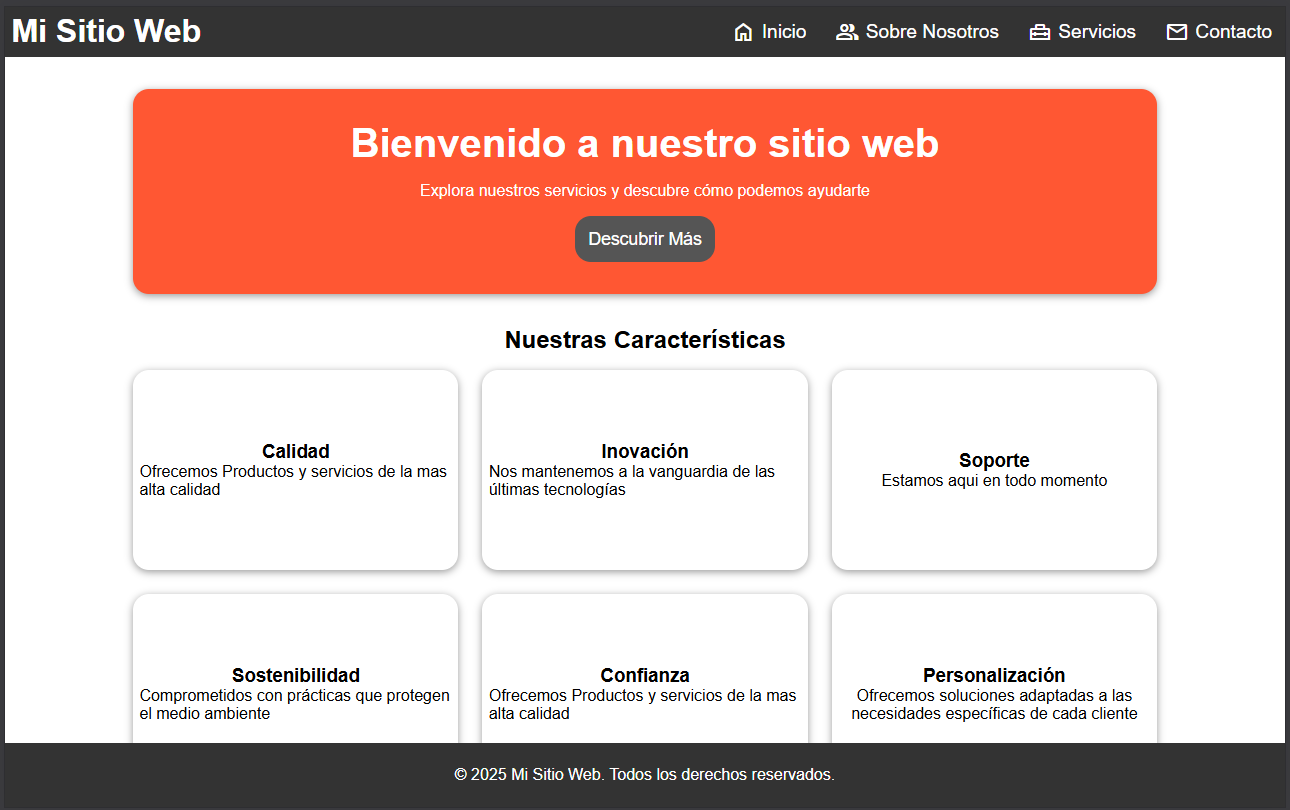 Mi Sitio Web
Inicio
Sobre Nosotros
Servicios
Contacto
Bienvenido a nuestro sitio web
Explora nuestros servicios y descubre cómo podemos ayudarte
Descubrir Más
Nuestras Características
Calidad
Ofrecemos Productos y servicios de la mas
alta calidad
Inovación
Nos mantenemos a la vanguardia de las
últimas tecnologías
Soporte
Estamos aqui en todo momento
Sostenibilidad
Comprometidos con prácticas que protegen
el medio ambiente
Confianza
Ofrecemos Productos y servicios de la mas
alta calidad
Personalización
Ofrecemos soluciones adaptadas a las
necesidades específicas de cada cliente
© 2025 Mi Sitio Web. Todos los derechos reservados.